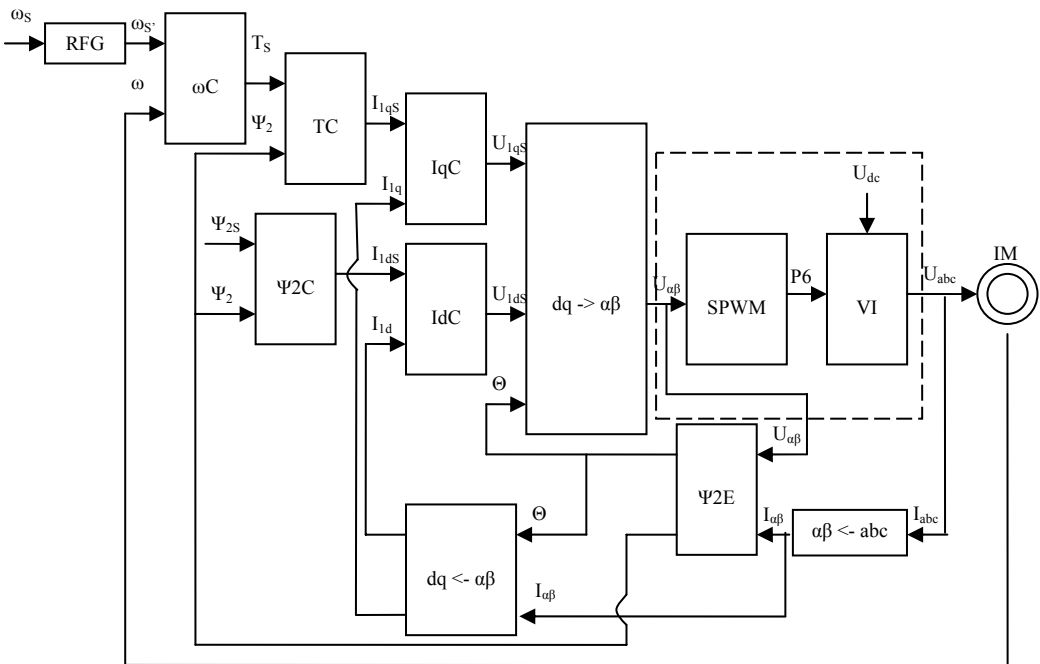 ωS
RFG
ωS'
ω
ωC
TS
Ψ2
TC
I1qS
I1q
IqC
U1qS
Ψ2S
Ψ2
Ψ2C
I1dS
I1d
IdC
U1dS
Θ
dq -> αβ
Uαβ
SPWM
P6
Udc
VI
Uabc
IM
Uαβ
Ψ2E
Iαβ
αβ <- abc
Iabc
Θ
dq <- αβ
Iαβ